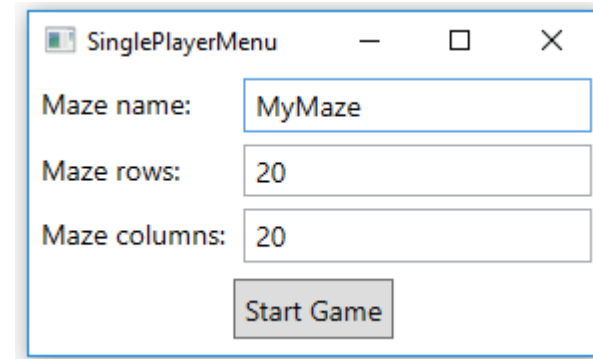 SinglePlayerMenu
Maze name: MyMaze
Maze rows: 20
Maze columns: 20
Start Game